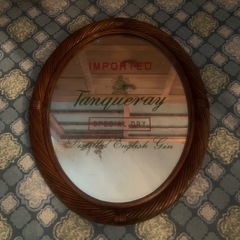 IMPORTED
Tanqueray
SPECIAL DRY
Distilled English Gin